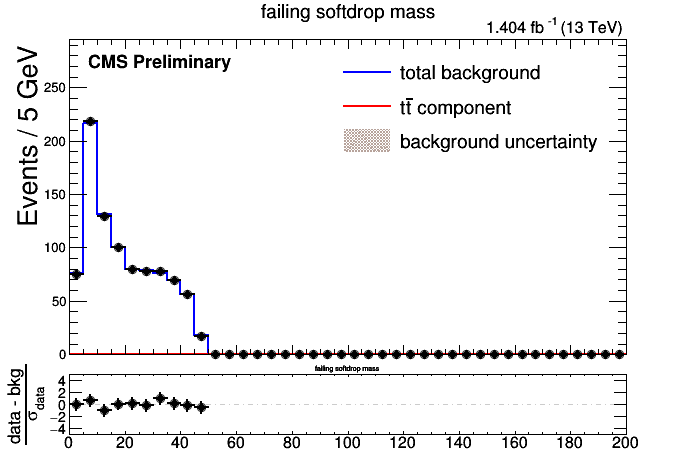 failing softdrop mass
1.404 fb⁻¹ (13 TeV)
CMS Preliminary
total background
tt̅ component
background uncertainty
Events / 5 GeV
250
200
150
100
50
0
failing softdrop mass
data - bkg
σ data
4
2
0
−2
−4
0 20 40 60 80 100 120 140 160 180 200